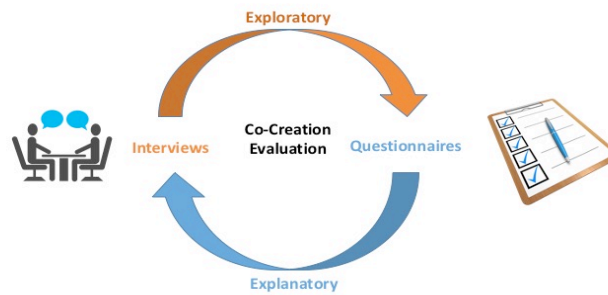 Exploratory
Co-Creation
Evaluation
Interviews
Questionnaires
Explanatory